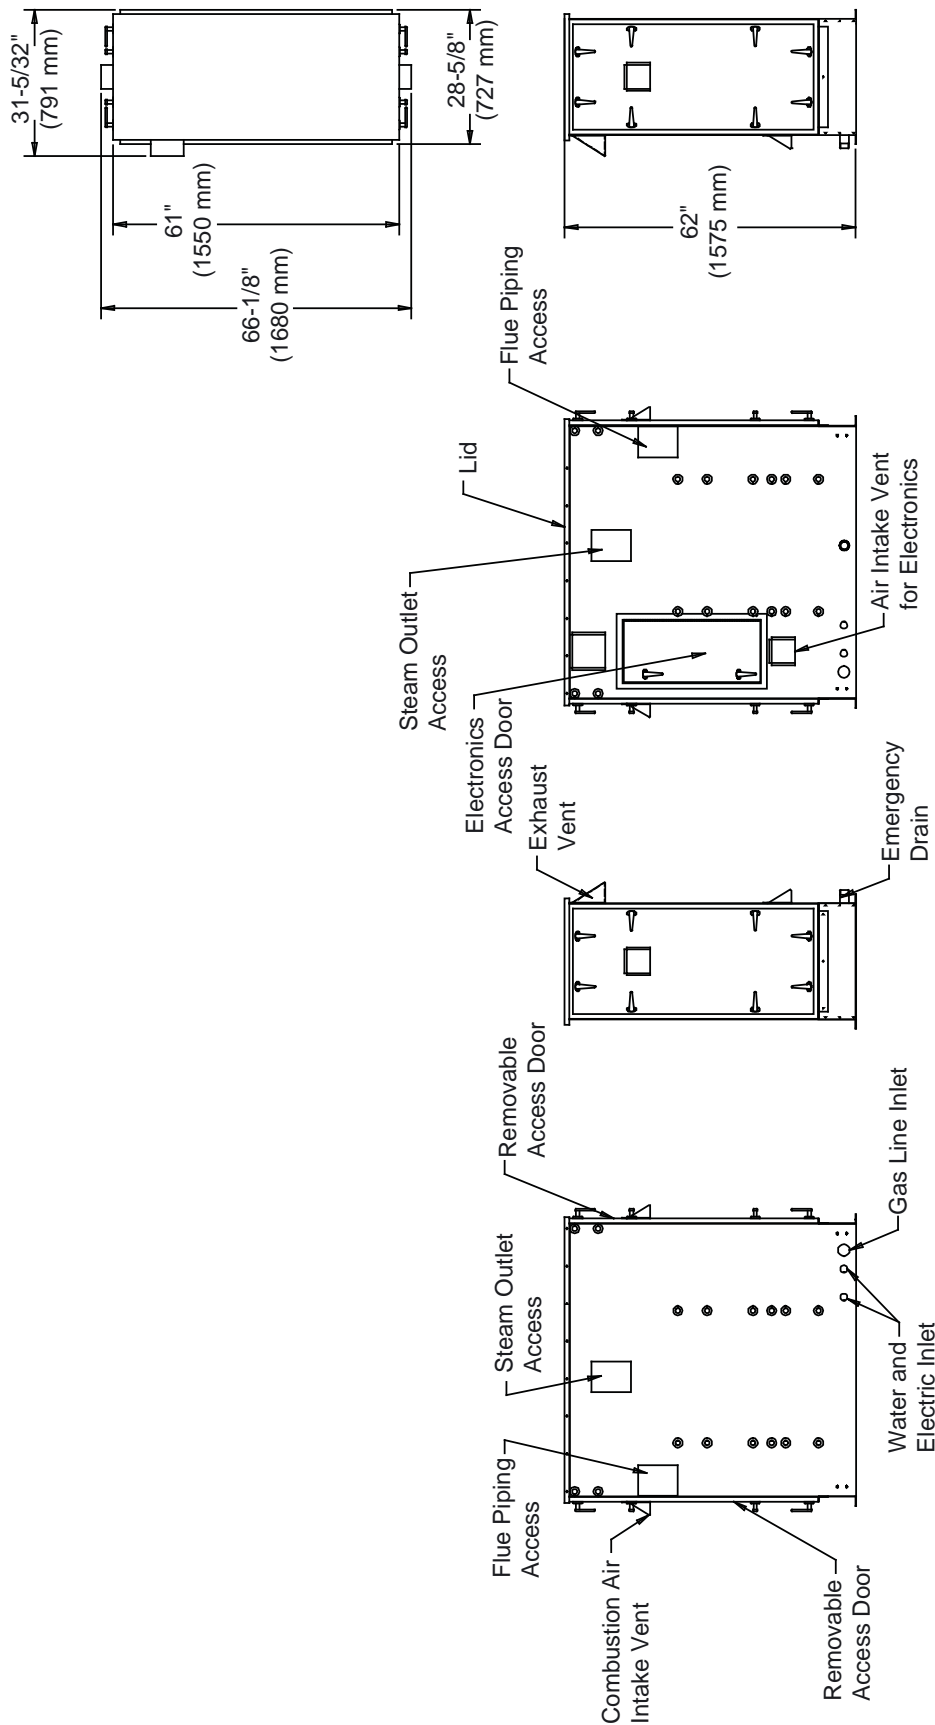 31-5/32"
(791 mm)
28-5/8"
(727 mm)
61"
(1550 mm)
66-1/8"
(1680 mm)
62"
(1575 mm)
Flue Piping
Access
Lid
Steam Outlet
Access
Air Intake Vent
for Electronics
Electronics
Access Door
Exhaust
Vent
Emergency
Drain
Removable
Access Door
Steam Outlet
Access
Flue Piping
Access
Gas Line Inlet
Water and
Electric Inlet
Combustion Air
Intake Vent
Removable
Access Door